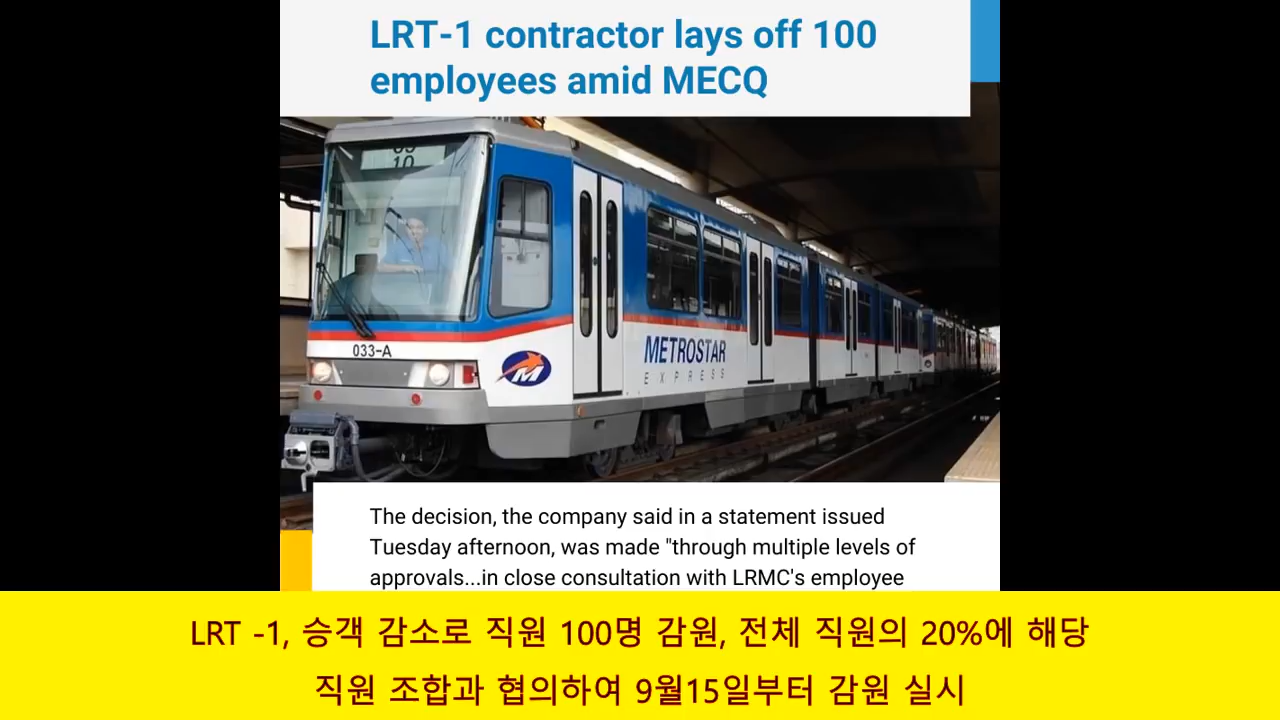 LRT-1 contractor lays off 100
employees amid MECQ
10
033-A
M
METROSTAR
EXPRESS
The decision, the company said in a statement issued
Tuesday afternoon, was made "through multiple levels of
approvals...in close consultation with LRMC's employee
LRT -1, 승객 감소로 직원 100명 감원, 전체 직원의 20%에 해당
직원 조합과 협의하여 9월15일부터 감원 실시